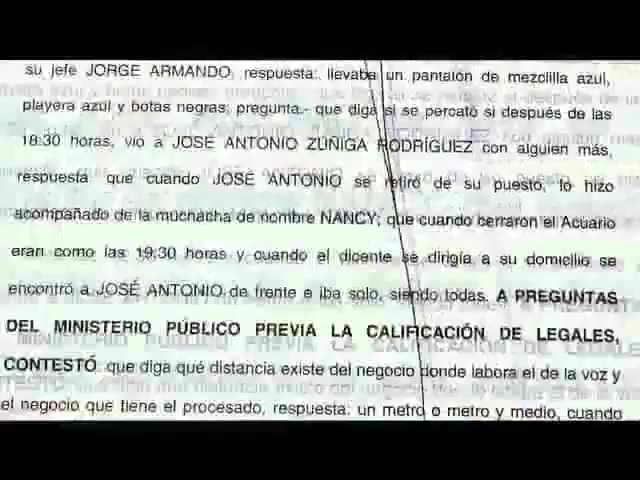 su jefe JORGE ARMANDO, respuesta: llevaba un pantalón de mezclilla azul,
playera azul y botas negras; pregunta.- que diga si se percató si después de las
18:30 horas, vio a JOSÉ ANTONIO ZÚÑIGA RODRÍGUEZ con alguien más,
respuesta que cuando JOSÉ ANTONIO se retiró de su puesto, lo hizo
acompañado de la muchacha de nombre NANCY; que cuando cerraron el Acuario
eran como las 19:30 horas y cuando el dicente se dirigía a su domicilio se
encontró a JOSÉ ANTONIO de frente e iba solo, siendo todas. A PREGUNTAS
DEL MINISTERIO PÚBLICO PREVIA LA CALIFICACIÓN DE LEGALES,
CONTESTÓ: que diga qué distancia existe del negocio donde labora el de la voz y
el negocio que tiene el procesado, respuesta: un metro o metro y medio, cuando